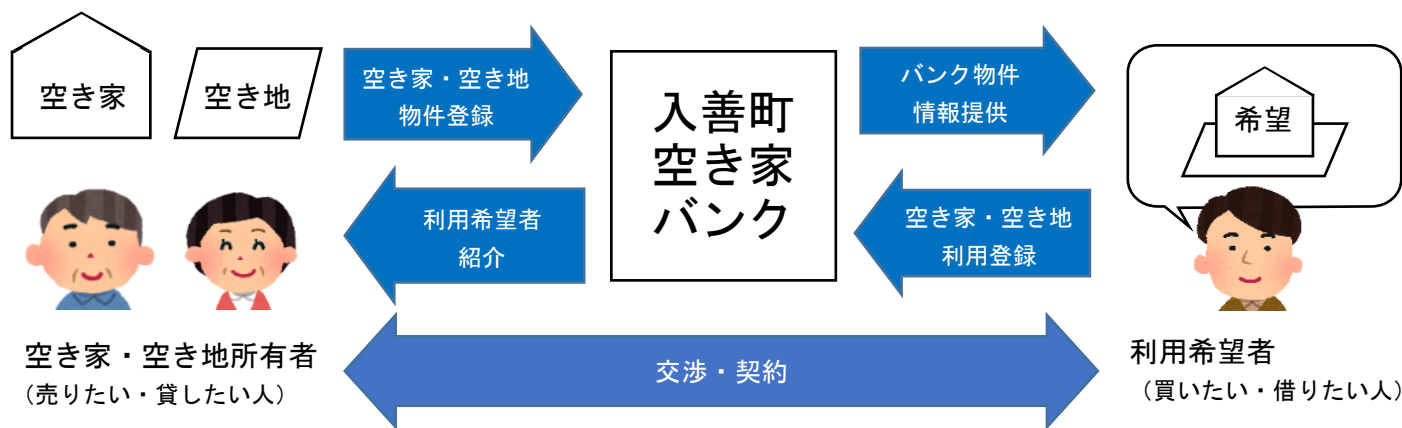 空き家
空き地
空き家・空き地
物件登録
利用希望者
紹介
入善町
空き家
バンク
バンク物件
情報提供
空き家・空き地
利用登録
希望
空き家・空き地所有者
（売りたい・貸したい人）
交渉・契約
利用希望者
（買いたい・借りたい人）